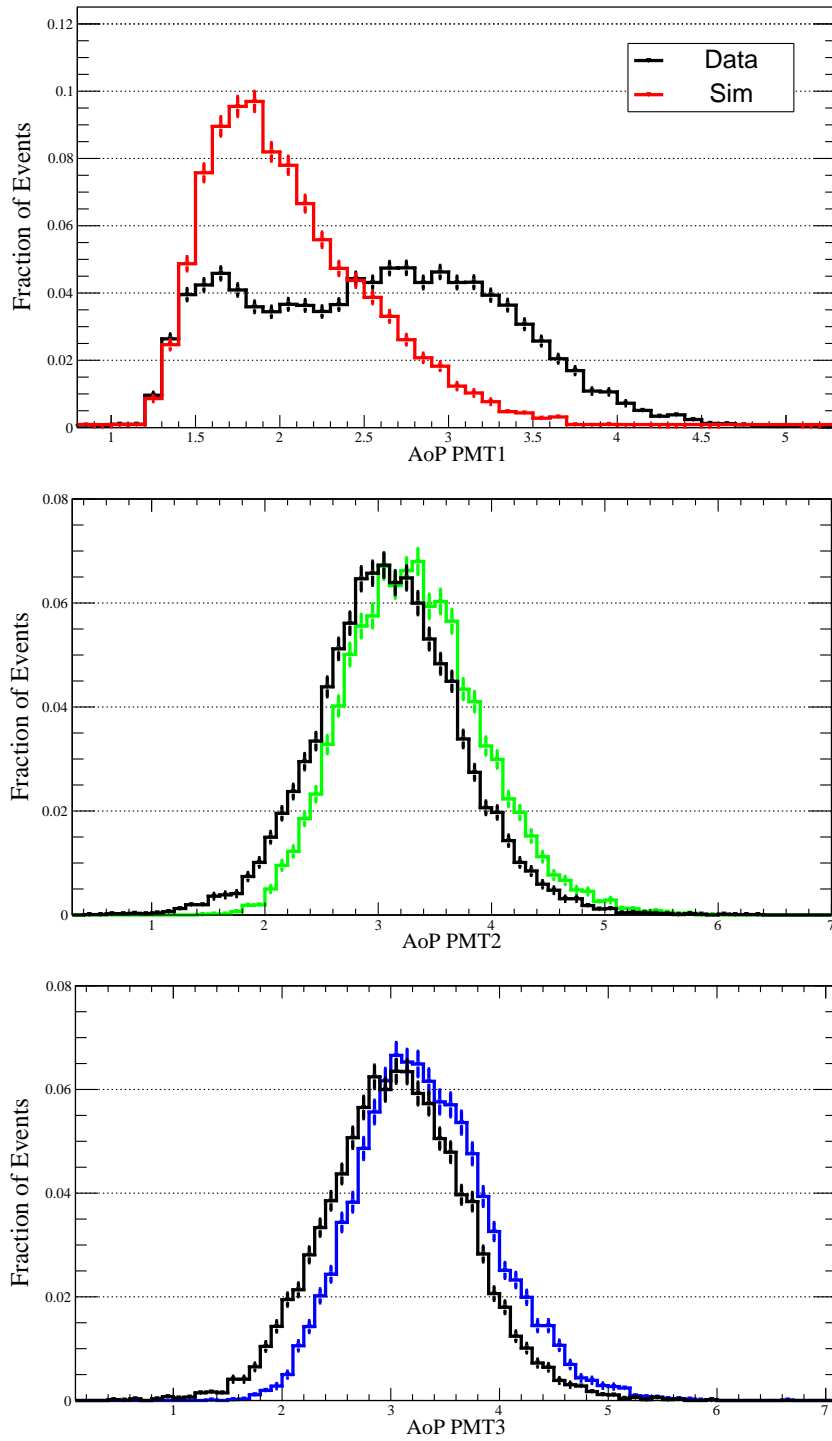 0.12
0.1
0.08
0.06
0.04
0.02
0
Fraction of Events
Data
Sim
1 1.5 2 2.5 3 3.5 4 4.5 5
AoP PMT1
0.08
0.06
0.04
0.02
0
Fraction of Events
1 2 3 4 5 6 7
AoP PMT2
0.08
0.06
0.04
0.02
0
Fraction of Events
1 2 3 4 5 6 7
AoP PMT3